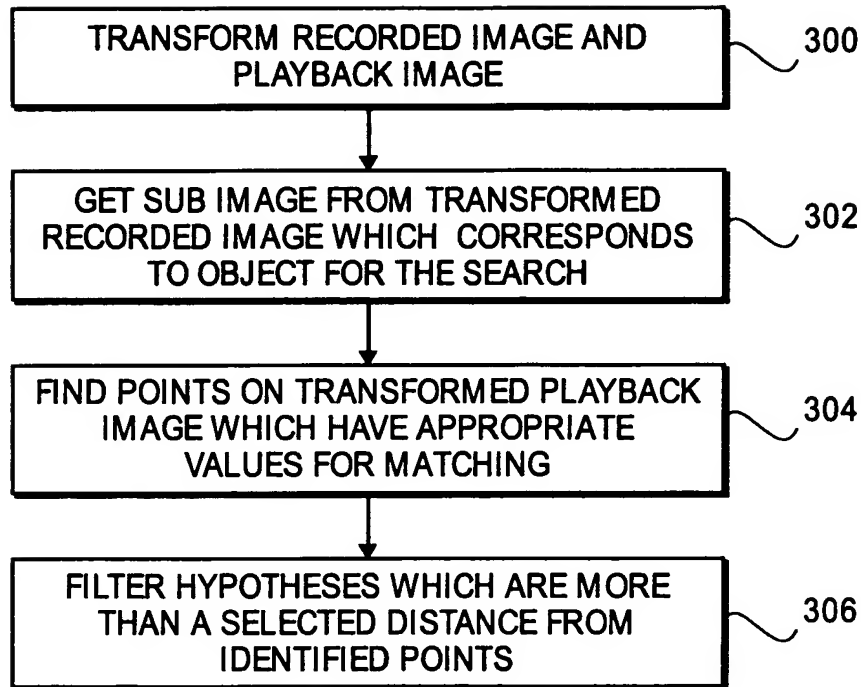 TRANSFORM RECORDED IMAGE AND
PLAYBACK IMAGE
300
GET SUB IMAGE FROM TRANSFORMED
RECORDED IMAGE WHICH CORRESPONDS
TO OBJECT FOR THE SEARCH
302
FIND POINTS ON TRANSFORMED PLAYBACK
IMAGE WHICH HAVE APPROPRIATE
VALUES FOR MATCHING
304
FILTER HYPOTHESES WHICH ARE MORE
THAN A SELECTED DISTANCE FROM
IDENTIFIED POINTS
306